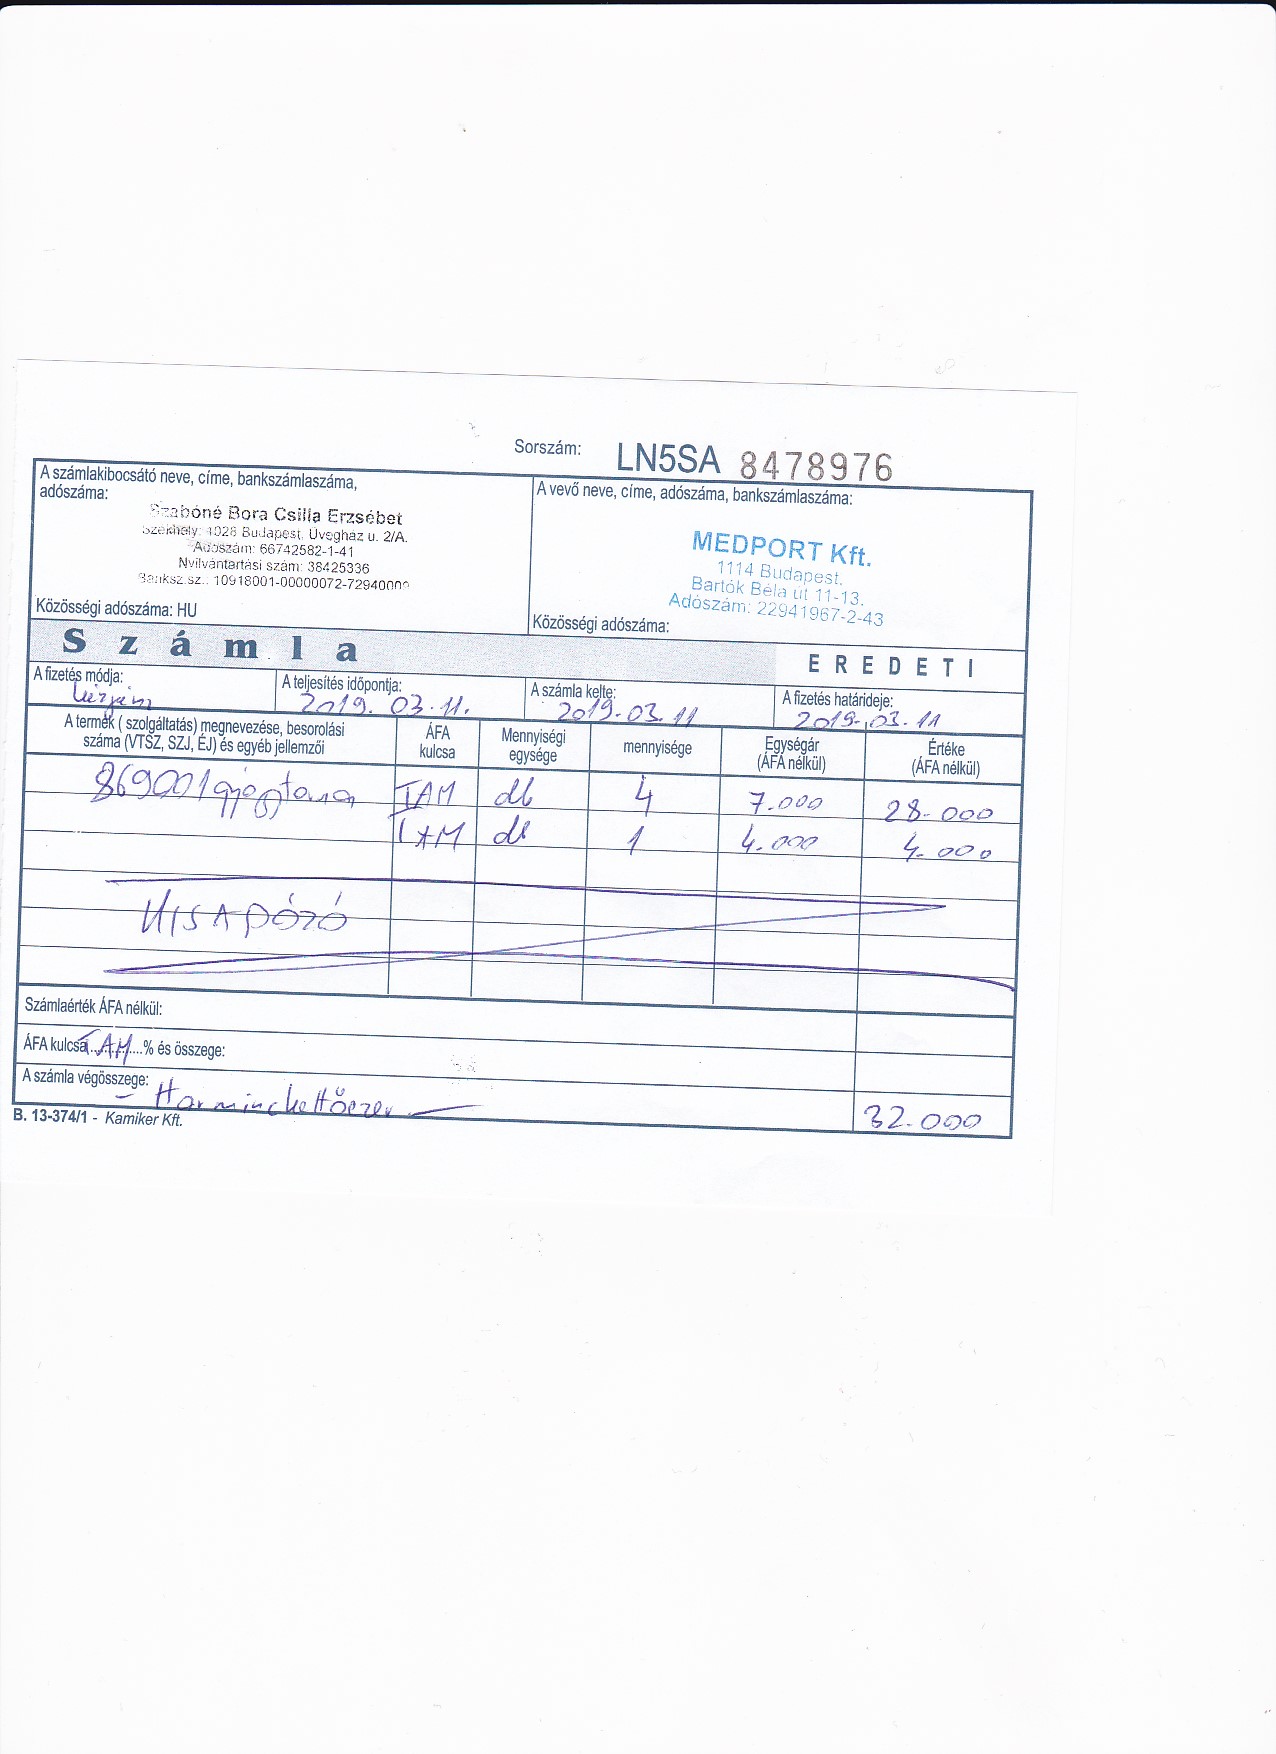 Sorszám: LN5SA 8478976
A számlakibocsátó neve, címe, bankszámlaszáma,
adószáma:
Szabóné Bora Csilla Erzsébet
Székhely: 1028 Budapest, Üvegház u. 2/A.
Adószám: 66742582-1-41
Nyilvántartási szám: 38425336
Banksz.sz.: 10918001-00000072-72940009
Közösségi adószáma: HU
A vevő neve, címe, adószáma, bankszámlaszáma:
MEDPORT Kft.
1114 Budapest.
Bartók Béla út 11-13.
Adószám: 22941967-2-43
Közösségi adószáma:
Számla
EREDETI
A fizetés módja:
A teljesítés időpontja:
2019. 03. 11.
A számla kelte:
2019. 03. 11
A fizetés határideje:
2019. 03. 11
A termék ( szolgáltatás) megnevezése, besorolási
száma (VTSZ, SZJ, ÉJ) és egyéb jellemzői
ÁFA
kulcsa
Mennyiségi
egysége
mennyisége
Egységár
(ÁFA nélkül)
Értéke
(ÁFA nélkül)
869001 gyógytorna TAM db 4 7.000 28.000
TAM db 1 4.000 4.000
Számlaérték ÁFA nélkül:
ÁFA kulcsa TAM % és összege:
A számla végösszege:
Harminckettőezer 32.000
B. 13-374/1 - Kamiker Kft.